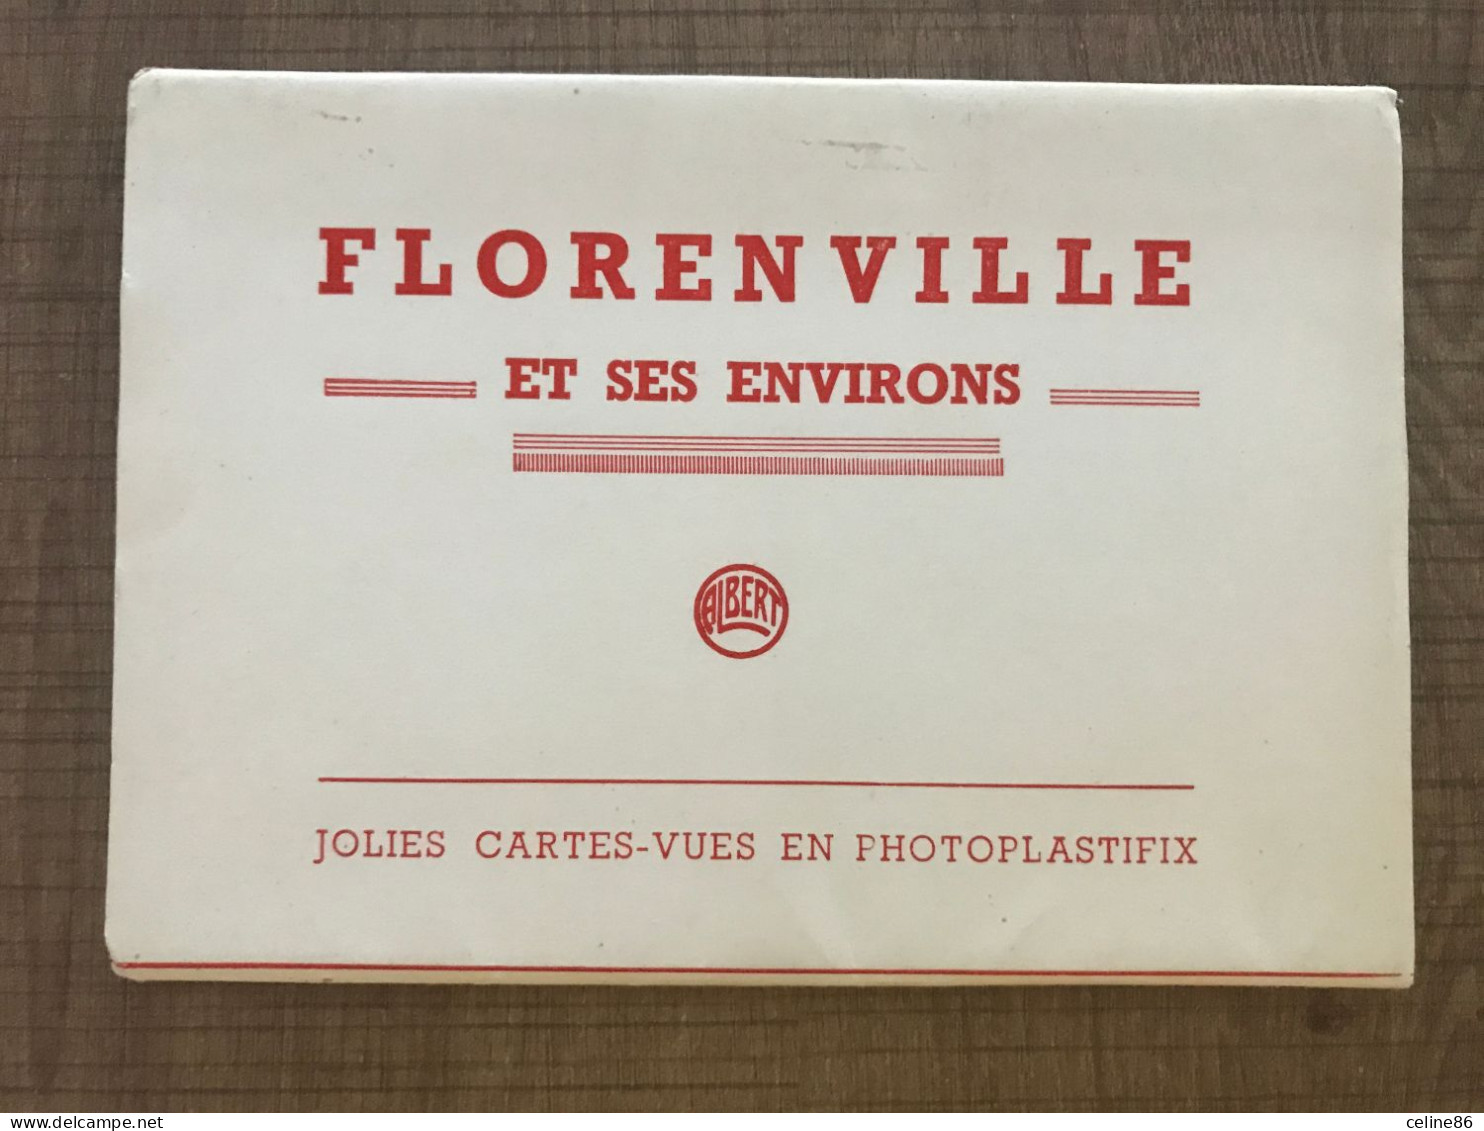 FLORENVILLE
ET SES ENVIRONS
ALBERT
JOLIES CARTES-VUES EN PHOTOPLASTIFIX
www.delcampe.net
celine86